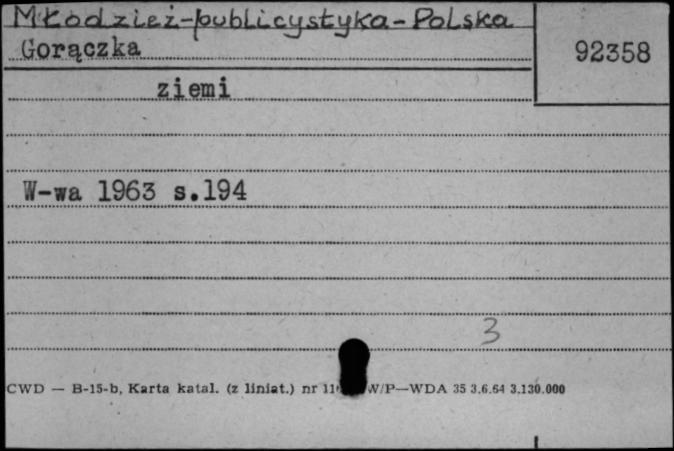 Młodzież-publicystyka-Polska
Gorączka
92358
ziemi
W-wa 1963 s.194
3
CWD — B-15-b, Karta katal. (z liniat.) nr W/P—WDA 35 3.6.64 3.130.000